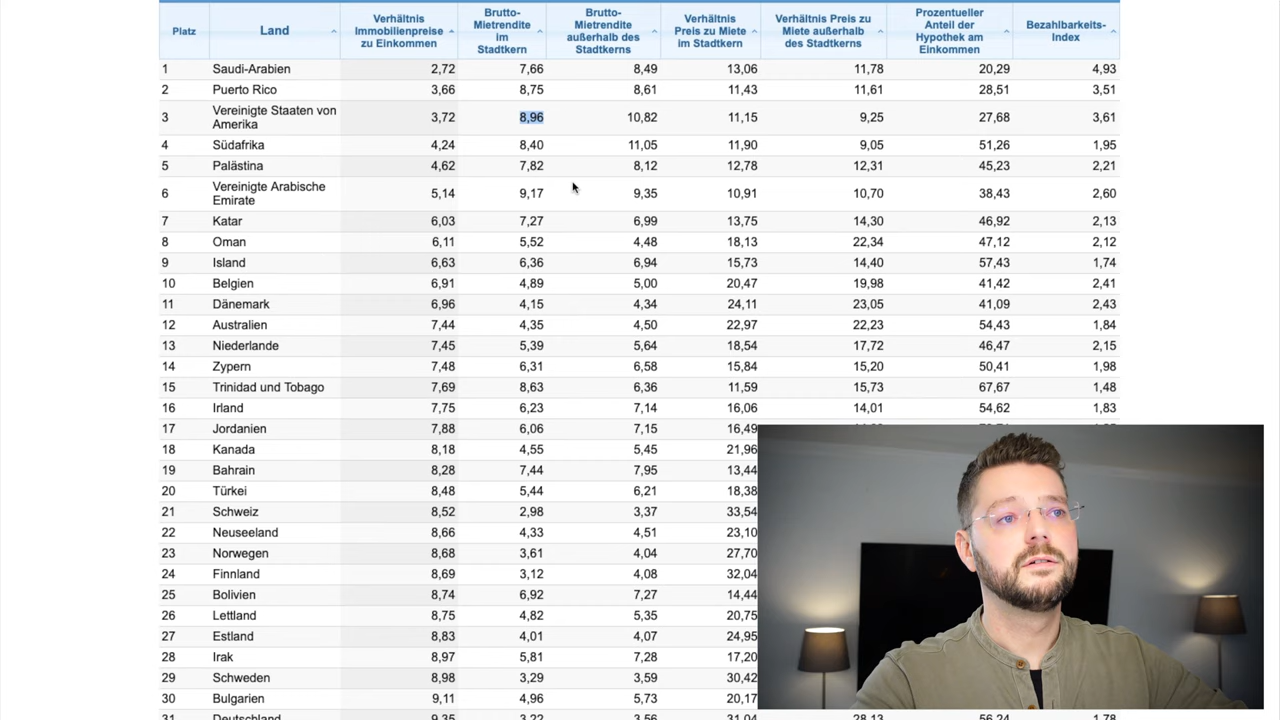 Platz Land Verhältnis Immobilienpreise zu Einkommen Brutto-Mietrendite im Stadtkern Brutto-Mietrendite außerhalb des Stadtkerns Verhältnis Preis zu Miete im Stadtkern Verhältnis Preis zu Miete außerhalb des Stadtkerns Prozentueller Anteil der Hypothek am Einkommen Bezahlbarkeits-Index
1 Saudi-Arabien 2,72 7,66 8,49 13,06 11,78 20,29 4,93
2 Puerto Rico 3,66 8,75 8,61 11,43 11,61 28,51 3,51
3 Vereinigte Staaten von Amerika 3,72 8,96 10,82 11,15 9,25 27,68 3,61
4 Südafrika 4,24 8,40 11,05 11,90 9,05 51,26 1,95
5 Palästina 4,62 7,82 8,12 12,78 12,31 45,23 2,21
6 Vereinigte Arabische Emirate 5,14 9,17 9,35 10,91 10,70 38,43 2,60
7 Katar 6,03 7,27 6,99 13,75 14,30 46,92 2,13
8 Oman 6,11 5,52 4,48 18,13 22,34 47,12 2,12
9 Island 6,63 6,36 6,94 15,73 14,40 57,43 1,74
10 Belgien 6,91 4,89 5,00 20,47 19,98 41,42 2,41
11 Dänemark 6,96 4,15 4,34 24,11 23,05 41,09 2,43
12 Australien 7,44 4,35 4,50 22,97 22,23 54,43 1,84
13 Niederlande 7,45 5,39 5,64 18,54 17,72 46,47 2,15
14 Zypern 7,48 6,31 6,58 15,84 15,20 50,41 1,98
15 Trinidad und Tobago 7,69 8,63 6,36 11,59 15,73 67,67 1,48
16 Irland 7,75 6,23 7,14 16,06 14,01 54,62 1,83
17 Jordanien 7,88 6,06 7,15 16,49
18 Kanada 8,18 4,55 5,45 21,96
19 Bahrain 8,28 7,44 7,95 13,44
20 Türkei 8,48 5,44 6,21 18,38
21 Schweiz 8,52 2,98 3,37 33,54
22 Neuseeland 8,66 4,33 4,51 23,10
23 Norwegen 8,68 3,61 4,04 27,70
24 Finnland 8,69 3,12 4,08 32,04
25 Bolivien 8,74 6,92 7,27 14,44
26 Lettland 8,75 4,82 5,35 20,75
27 Estland 8,83 4,01 4,07 24,95
28 Irak 8,97 5,81 7,28 17,20
29 Schweden 8,98 3,29 3,59 30,42
30 Bulgarien 9,11 4,96 5,73 20,17
31 Deutschland 9,35 3,22 3,56 31,04 28,13 56,24 1,78